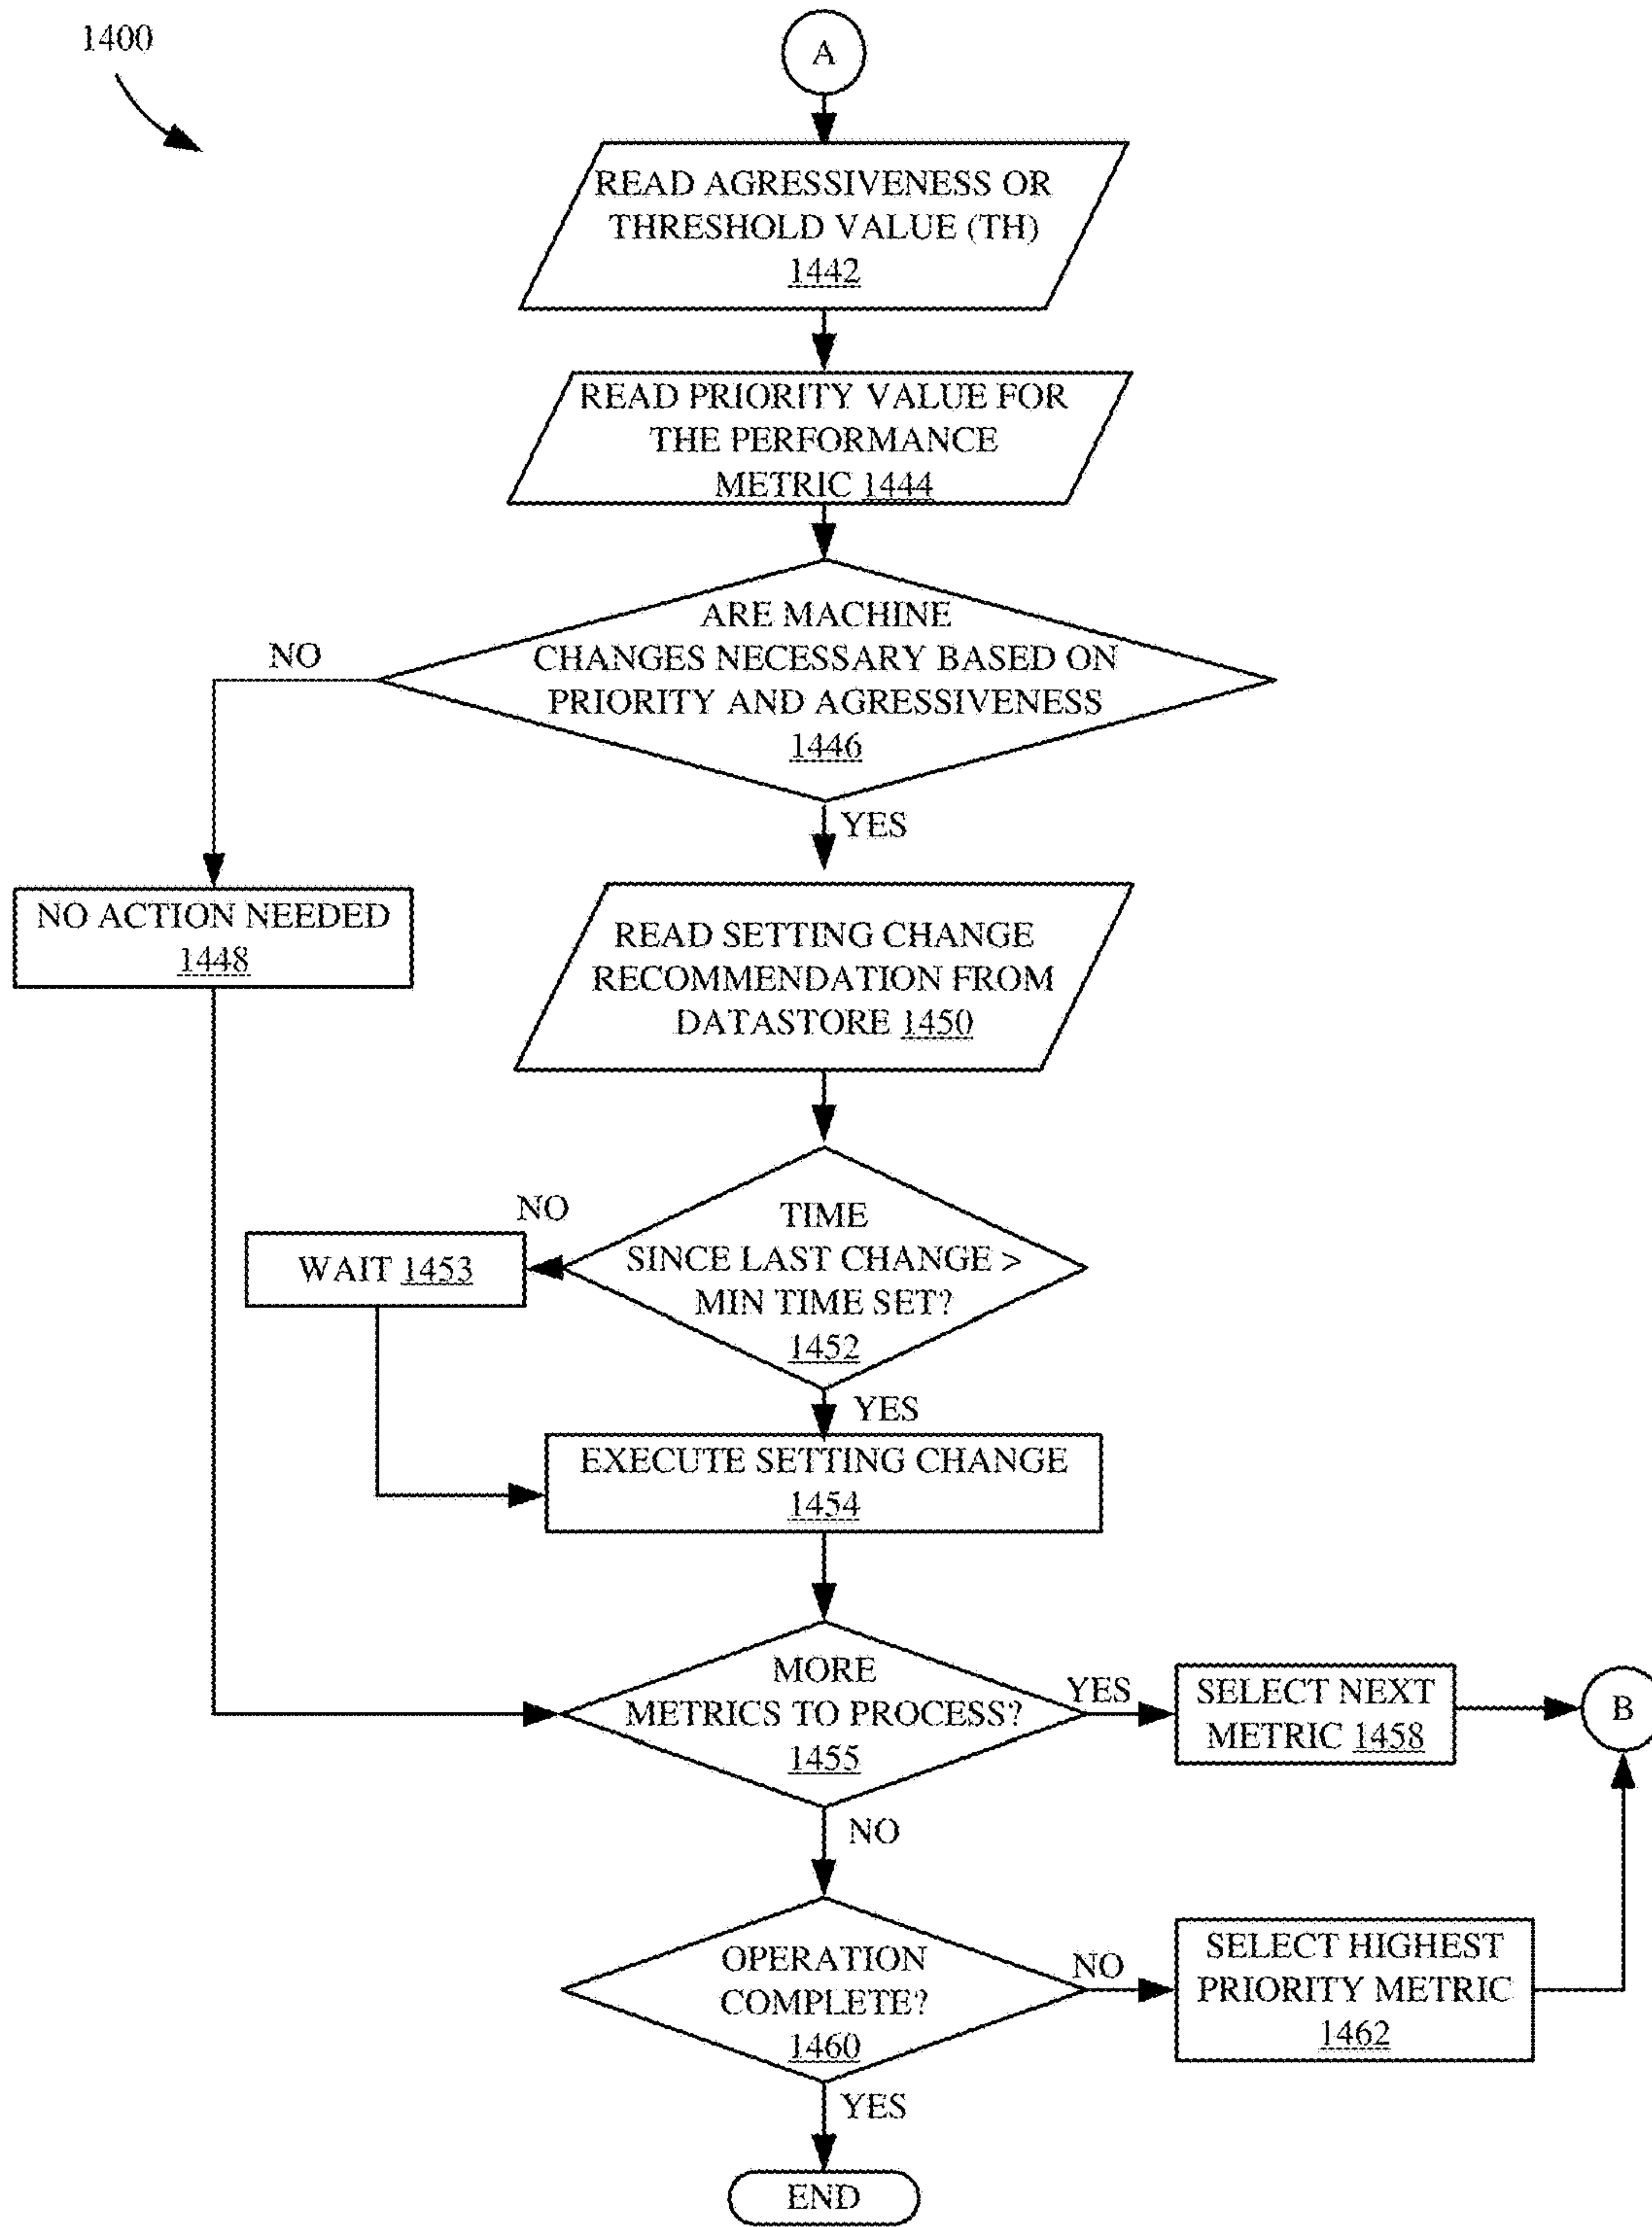 1400
A
READ AGRESSIVENESS OR
THRESHOLD VALUE (TH)
1442
READ PRIORITY VALUE FOR
THE PERFORMANCE
METRIC 1444
ARE MACHINE
CHANGES NECESSARY BASED ON
PRIORITY AND AGRESSIVENESS
1446
NO
YES
NO ACTION NEEDED
1448
READ SETTING CHANGE
RECOMMENDATION FROM
DATASTORE 1450
TIME
SINCE LAST CHANGE >
MIN TIME SET?
1452
NO
WAIT 1453
YES
EXECUTE SETTING CHANGE
1454
MORE
METRICS TO PROCESS?
1455
YES
SELECT NEXT
METRIC 1458
B
NO
OPERATION
COMPLETE?
1460
NO
SELECT HIGHEST
PRIORITY METRIC
1462
YES
END